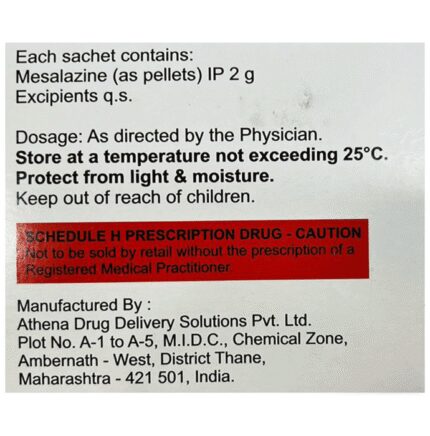 Each sachet contains:
Mesalazine (as pellets) IP 2 g
Excipients q.s.
Dosage: As directed by the Physician.
Store at a temperature not exceeding 25°C.
Protect from light & moisture.
Keep out of reach of children.
SCHEDULE H PRESCRIPTION DRUG - CAUTION
Not to be sold by retail without the prescription of a
Registered Medical Practitioner.
Manufactured By :
Athena Drug Delivery Solutions Pvt. Ltd.
Plot No. A-1 to A-5, M.I.D.C., Chemical Zone,
Ambernath - West, District Thane,
Maharashtra - 421 501, India.